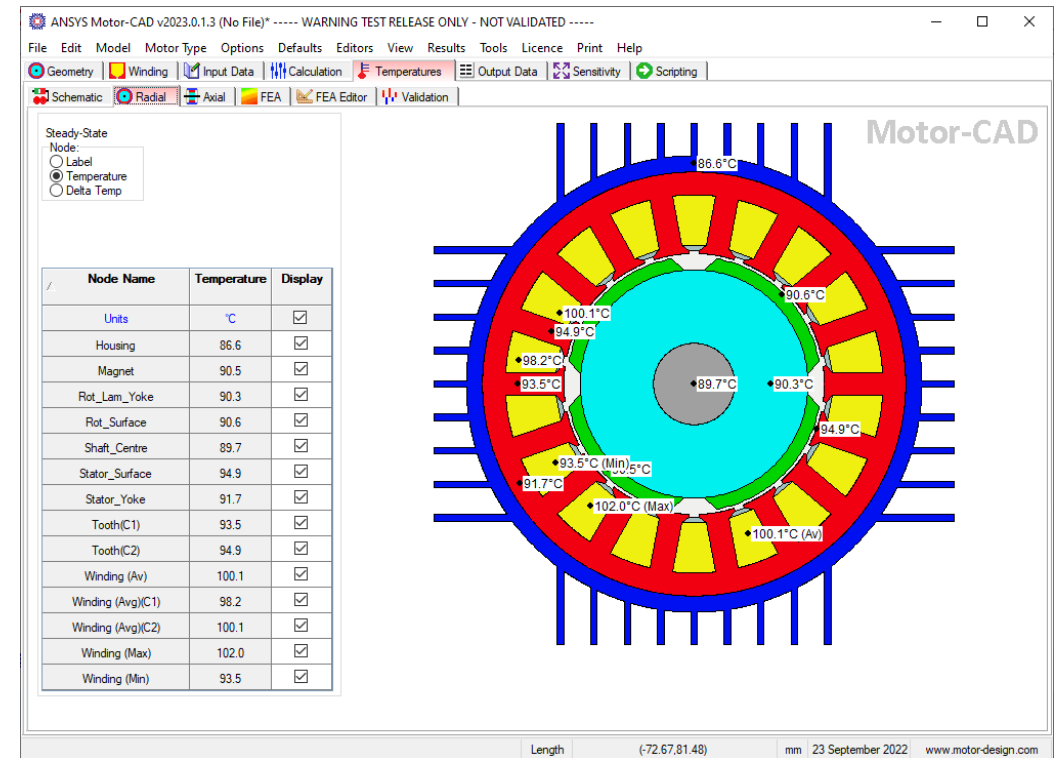 ANSYS Motor-CAD v2023.0.1.3 (No File)* ----- WARNING TEST RELEASE ONLY - NOT VALIDATED -----
File Edit Model Motor Type Options Defaults Editors View Results Tools Licence Print Help
Geometry Winding Input Data Calculation Temperatures Output Data Sensitivity Scripting
Schematic Radial Axial FEA FEA Editor Validation
Steady-State
Node:
Label
Temperature
Delta Temp
Node Name Temperature Display
Units °C
Housing 86.6
Magnet 90.5
Rot_Lam_Yoke 90.3
Rot_Surface 90.6
Shaft_Centre 89.7
Stator_Surface 94.9
Stator_Yoke 91.7
Tooth(C1) 93.5
Tooth(C2) 94.9
Winding (Av) 100.1
Winding (Avg)(C1) 98.2
Winding (Avg)(C2) 100.1
Winding (Max) 102.0
Winding (Min) 93.5
Motor-CAD
86.6°C
90.6°C
100.1°C
94.9°C
98.2°C
93.5°C
89.7°C
90.3°C
94.9°C
93.5°C (Min)
91.7°C
102.0°C (Max)
100.1°C (Av)
Length (-72.67,81.48) mm 23 September 2022 www.motor-design.com